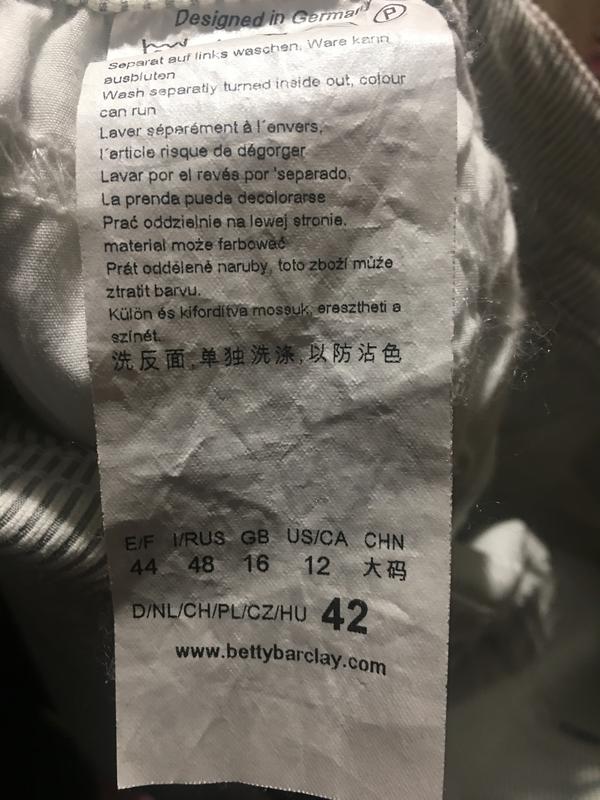 Designed in Germany P
Separat auf links waschen, Ware kann
ausbluten
Wash separatly turned inside out, colour
can run
Laver séperément à l´envers,
l´article risque de dégorger
Lavar por el revés por 'separado,
La prenda puede decolorarse
Prać oddzielnie na lewej stronie.
materiał może farbować
Prát odděleně naruby, toto zboží může
ztratit barvu.
Külön és kifordítva mossuk, eresztheti a
színét.
洗反面,单独洗涤,以防沾色
E/F I/RUS GB US/CA CHN
44 48 16 12 大码
D/NL/CH/PL/CZ/HU 42
www.bettybarclay.com